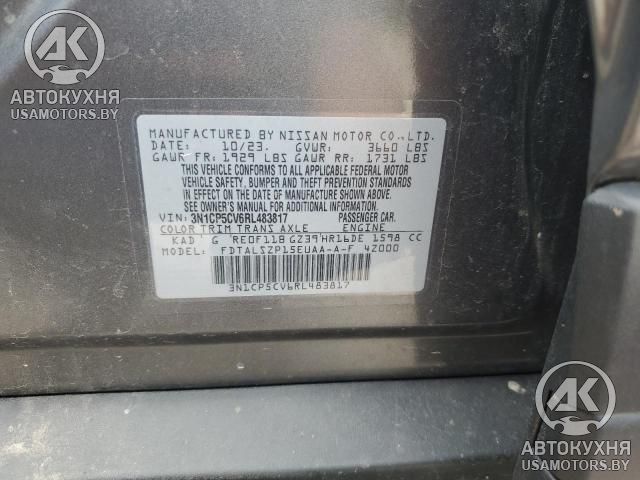 AK
АВТОКУХНЯ
USAMOTORS.BY
MANUFACTURED BY NISSAN MOTOR CO.,LTD.
DATE: 10/23 GVWR: 3660 LBS
GAWR FR: 1929 LBS GAWR RR: 1731 LBS
THIS VEHICLE CONFORMS TO ALL APPLICABLE FEDERAL MOTOR
VEHICLE SAFETY, BUMPER AND THEFT PREVENTION STANDARDS
IN EFFECT ON THE DATE OF MANUFACTURE SHOWN ABOVE.
SEE OWNER'S MANUAL FOR ADDITIONAL INFORMATION
VIN: 3N1CP5CV6RL483817 PASSENGER CAR.
COLOR TRIM TRANS AXLE ENGINE
KAD G RE0F11B GZ39 HR16DE 1598 CC
MODEL: FDTALSZP15EUAA-A-F 42000
3N1CP5CV6RL483817
AK
АВТОКУХНЯ
USAMOTORS.BY